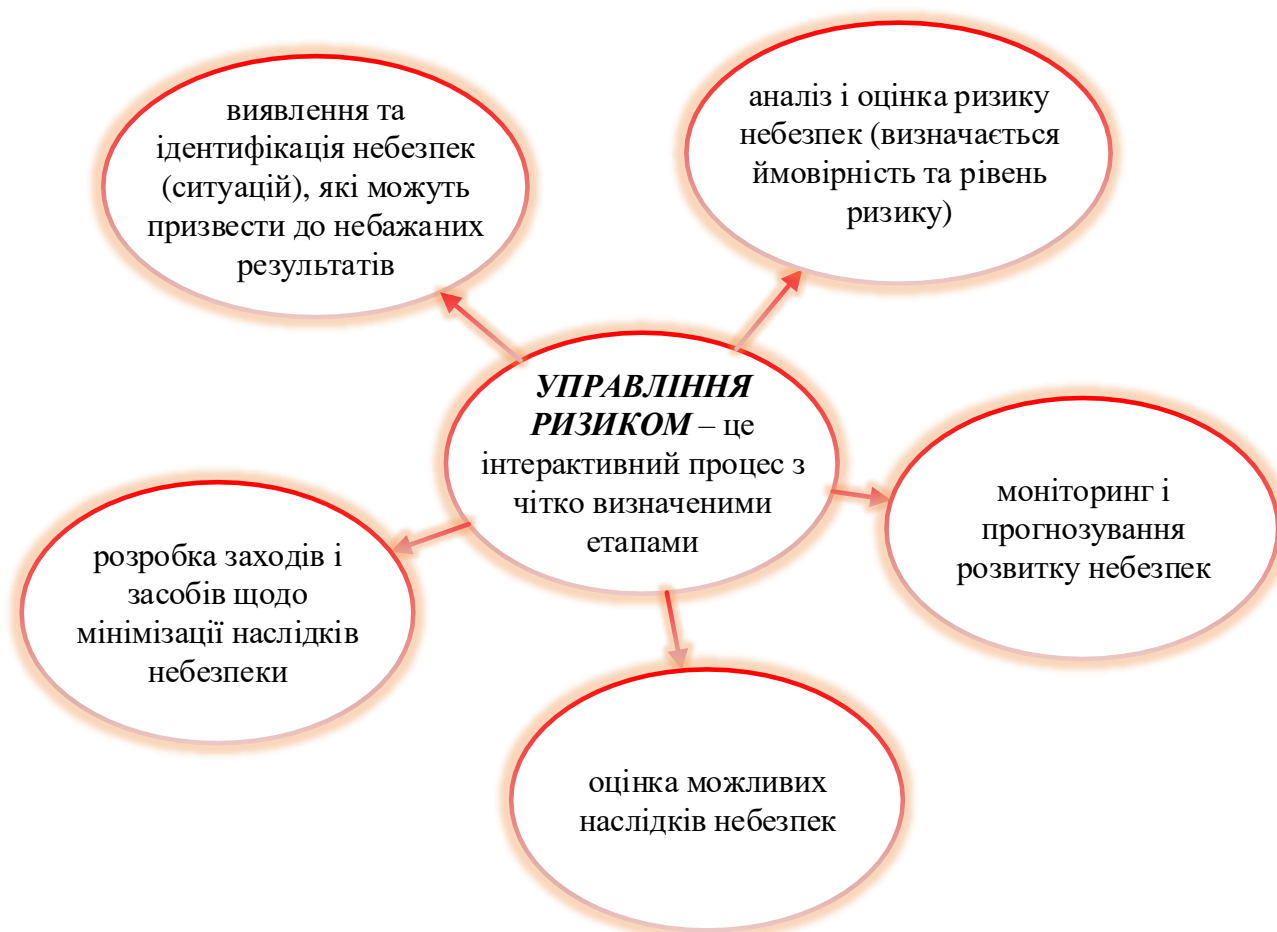 виявлення та
ідентифікація небезпек
(ситуацій), які можуть
призвести до небажаних
результатів
аналіз і оцінка ризику
небезпек (визначається
ймовірність та рівень
ризику)
УПРАВЛІННЯ
РИЗИКОМ – це
інтерактивний процес з
чітко визначеними
етапами
моніторинг і
прогнозування
розвитку небезпек
розробка заходів і
засобів щодо
мінімізації наслідків
небезпеки
оцінка можливих
наслідків небезпек